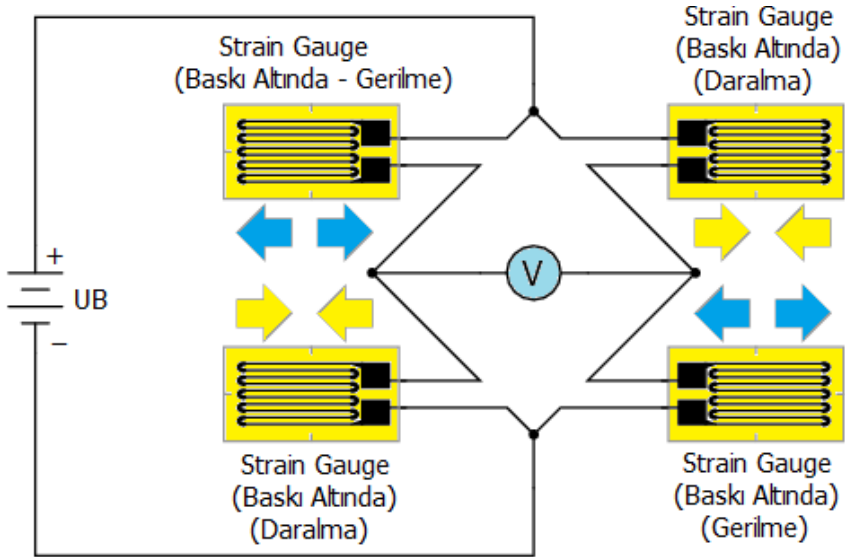 Strain Gauge
(Baskı Altında - Gerilme)
Strain Gauge
(Baskı Altında)
(Daralma)
+
UB
−
V
Strain Gauge
(Baskı Altında)
(Daralma)
Strain Gauge
(Baskı Altında)
(Gerilme)